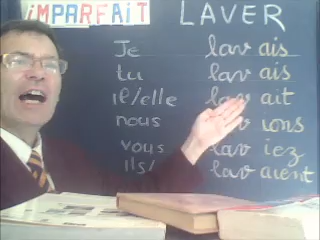 IMPARFAIT LAVER
Je lav ais
tu lav ais
il/elle lav ait
nous lav ions
vous lav iez
ils/ lav aient